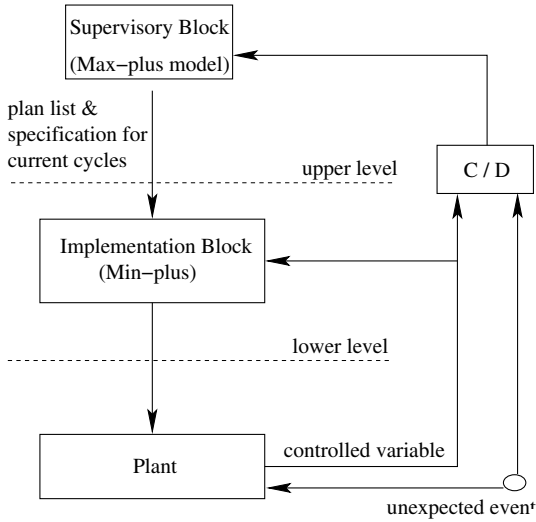 Supervisory Block
(Max−plus model)
plan list &
specification for
current cycles
upper level
C / D
Implementation Block
(Min−plus)
lower level
controlled variable
Plant
unexpected event